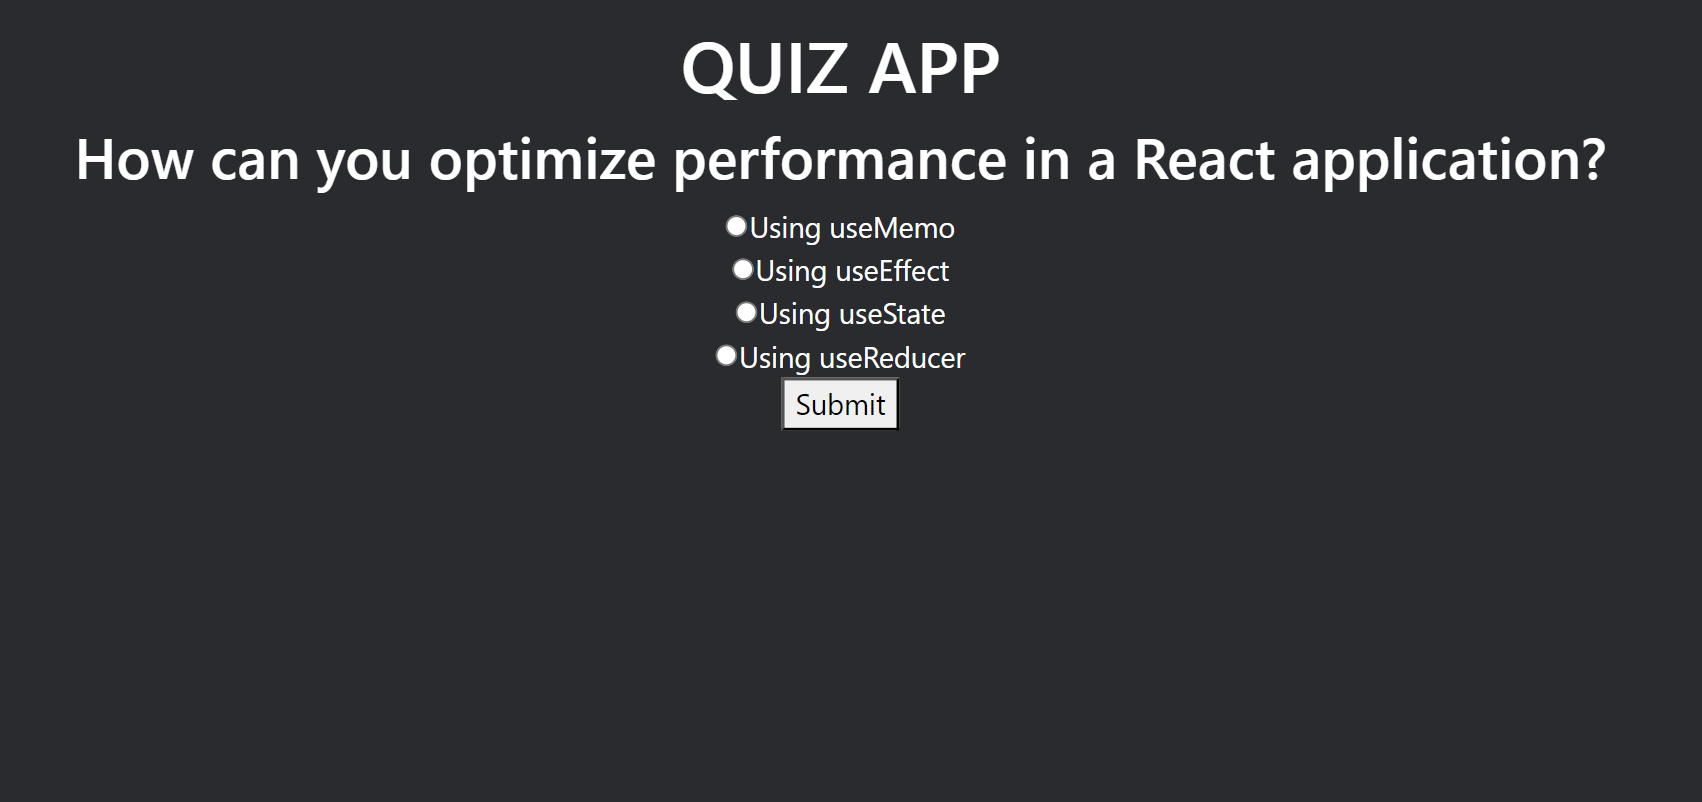 QUIZ APP
How can you optimize performance in a React application?
Using useMemo
Using useEffect
Using useState
Using useReducer
Submit